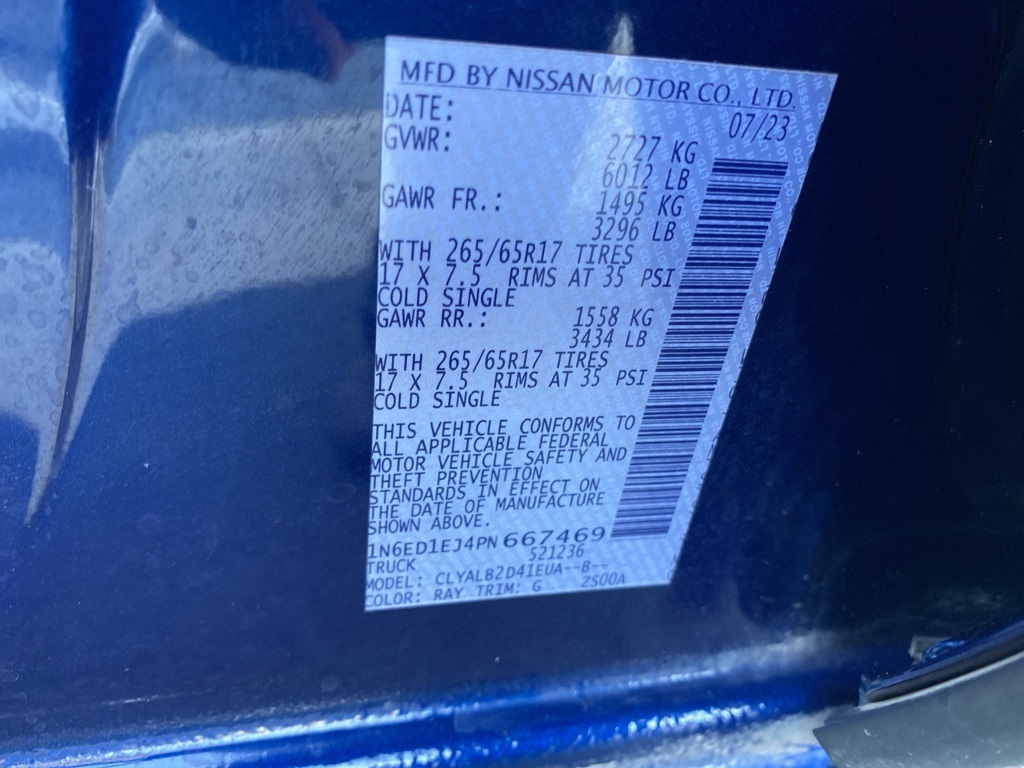 MFD BY NISSAN MOTOR CO., LTD.
DATE: 07/23
GVWR: 2727 KG
6012 LB
GAWR FR.: 1495 KG
3296 LB
WITH 265/65R17 TIRES
17 X 7.5 RIMS AT 35 PSI
COLD SINGLE
GAWR RR.: 1558 KG
3434 LB
WITH 265/65R17 TIRES
17 X 7.5 RIMS AT 35 PSI
COLD SINGLE
THIS VEHICLE CONFORMS TO
ALL APPLICABLE FEDERAL
MOTOR VEHICLE SAFETY AND
THEFT PREVENTION
STANDARDS IN EFFECT ON
THE DATE OF MANUFACTURE
SHOWN ABOVE.
1N6ED1EJ4PN667469
TRUCK 521236
MODEL: CLYALB2D41EUA--B--
COLOR: RAY TRIM: G ZS00A